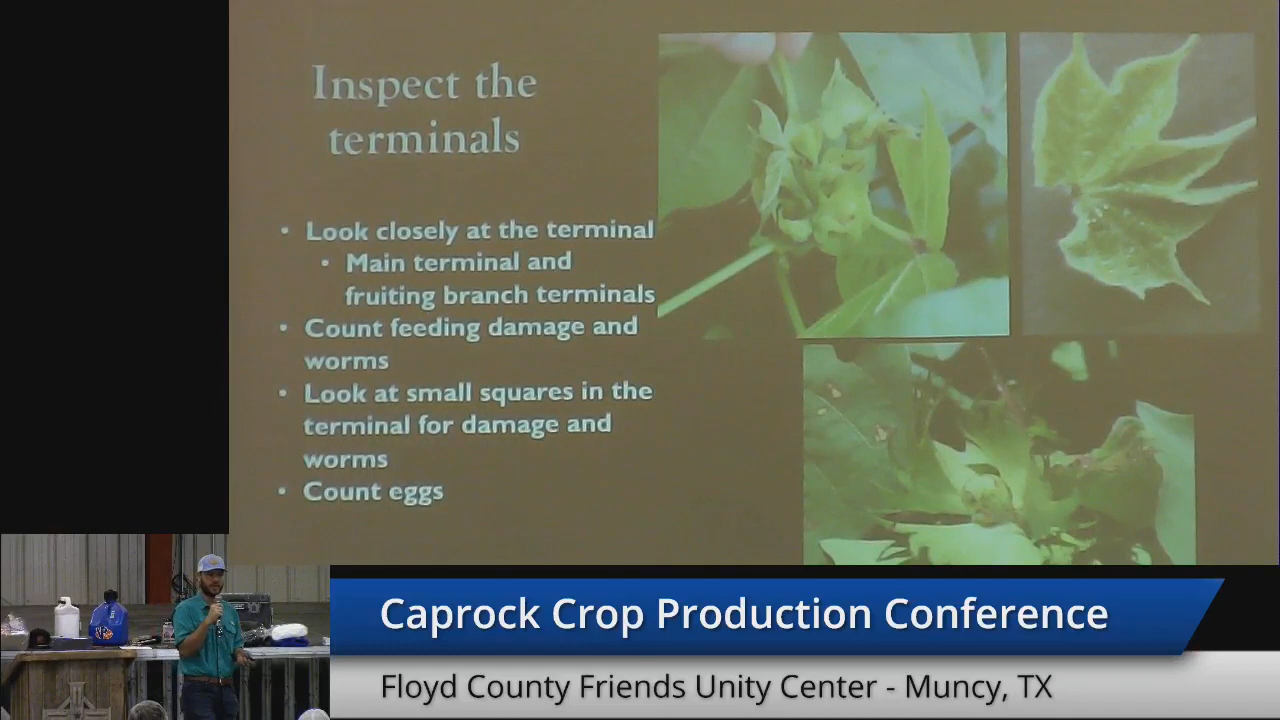 Inspect the
terminals
• Look closely at the terminal
• Main terminal and
fruiting branch terminals
• Count feeding damage and
worms
• Look at small squares in the
terminal for damage and
worms
• Count eggs
Caprock Crop Production Conference
Floyd County Friends Unity Center - Muncy, TX